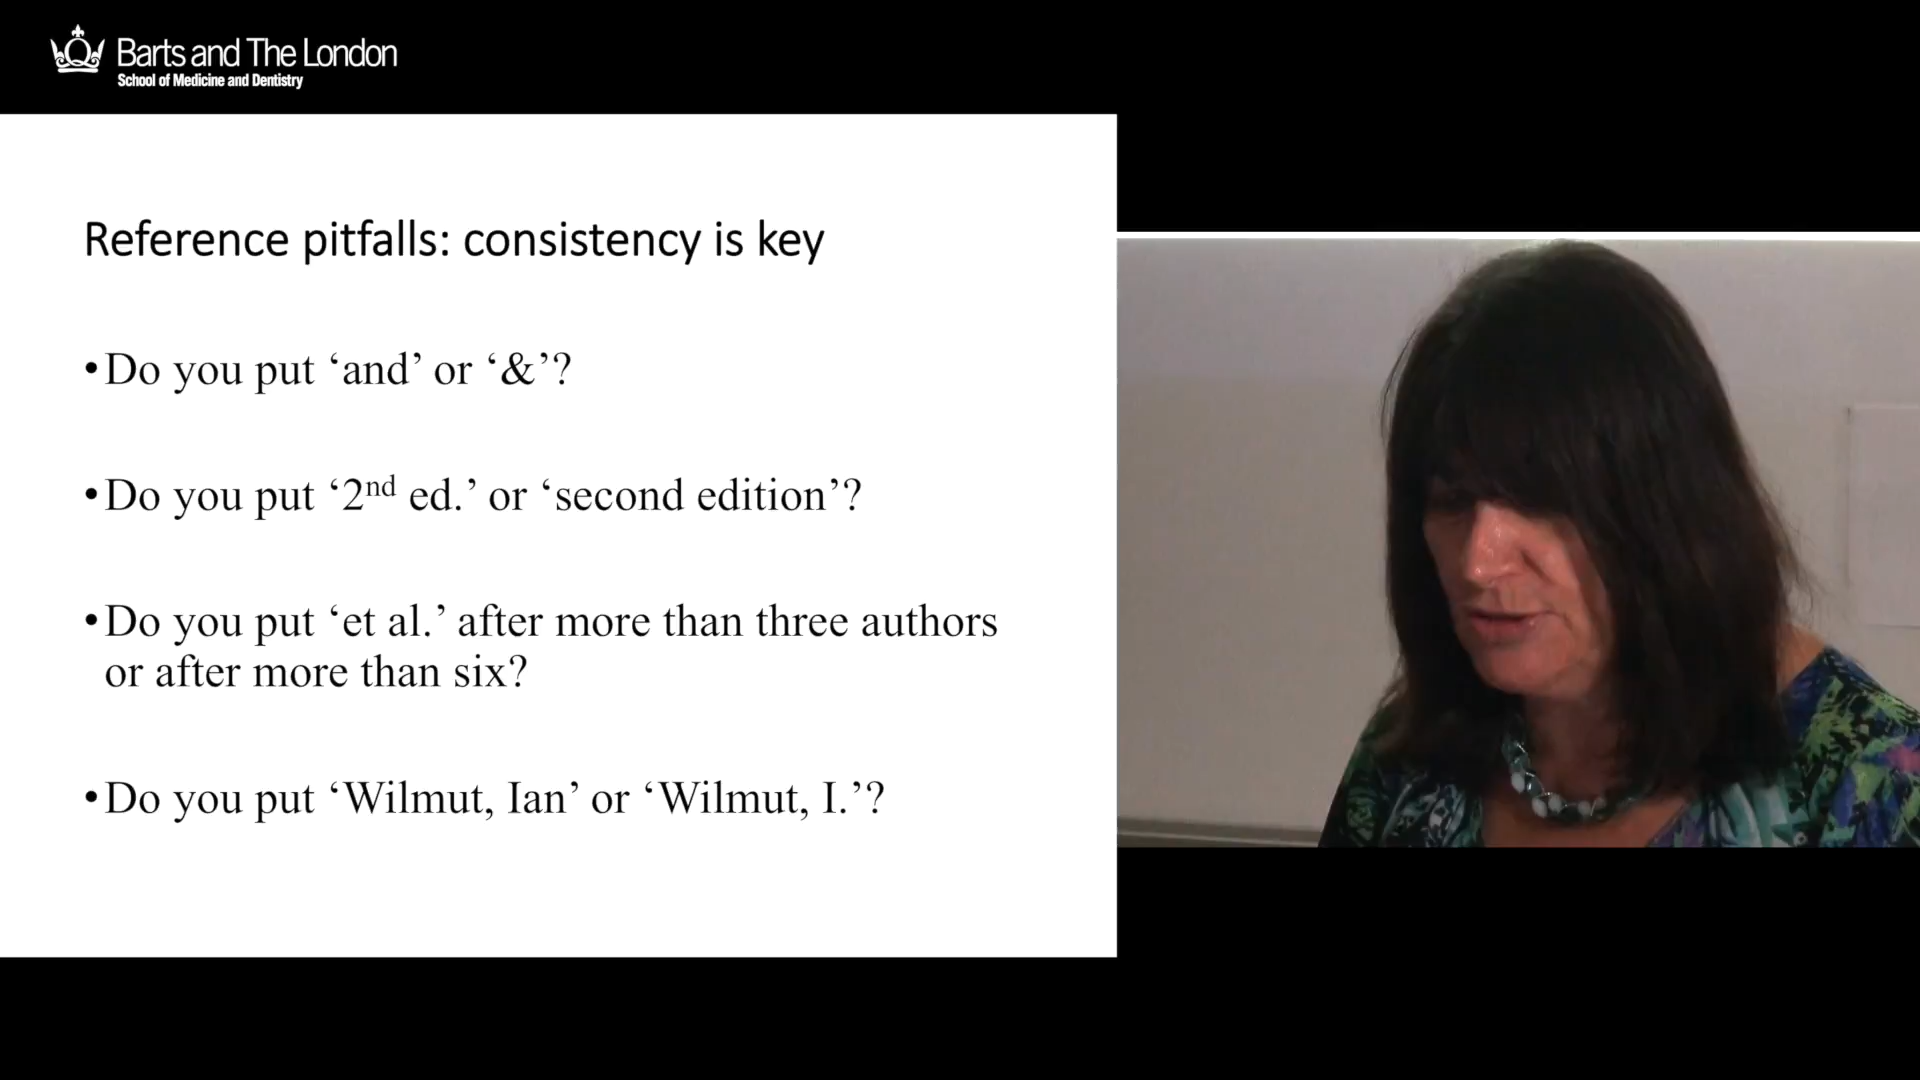 Barts and The London
School of Medicine and Dentistry
Reference pitfalls: consistency is key
•Do you put ‘and’ or ‘&’?
•Do you put ‘2nd ed.’ or ‘second edition’?
•Do you put ‘et al.’ after more than three authors
or after more than six?
•Do you put ‘Wilmut, Ian’ or ‘Wilmut, I.’?